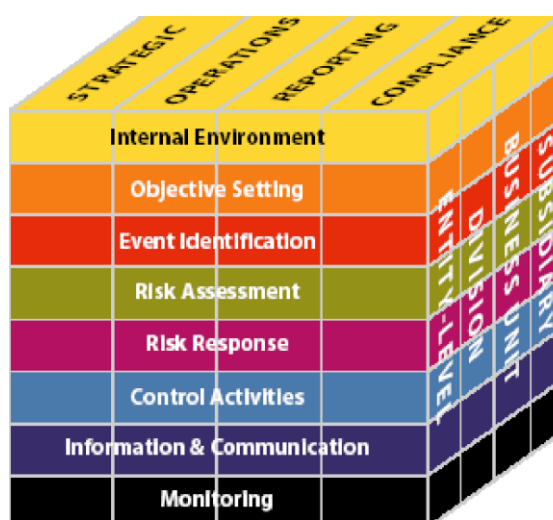 STRATEGIC
OPERATIONS
REPORTING
COMPLIANCE
Internal Environment
Objective Setting
Event Identification
Risk Assessment
Risk Response
Control Activities
Information & Communication
Monitoring
ENTITY-LEVEL
DIVISION
BUSINESS UNIT
SUBSIDIARY